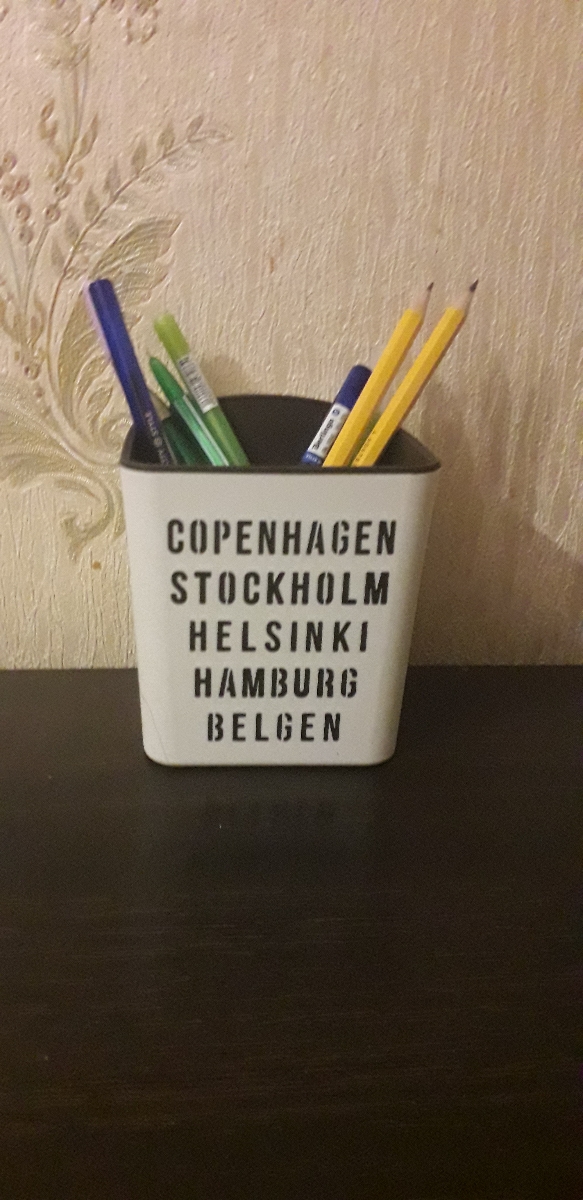 COPENHAGEN
STOCKHOLM
HELSINKI
HAMBURG
BELGEN